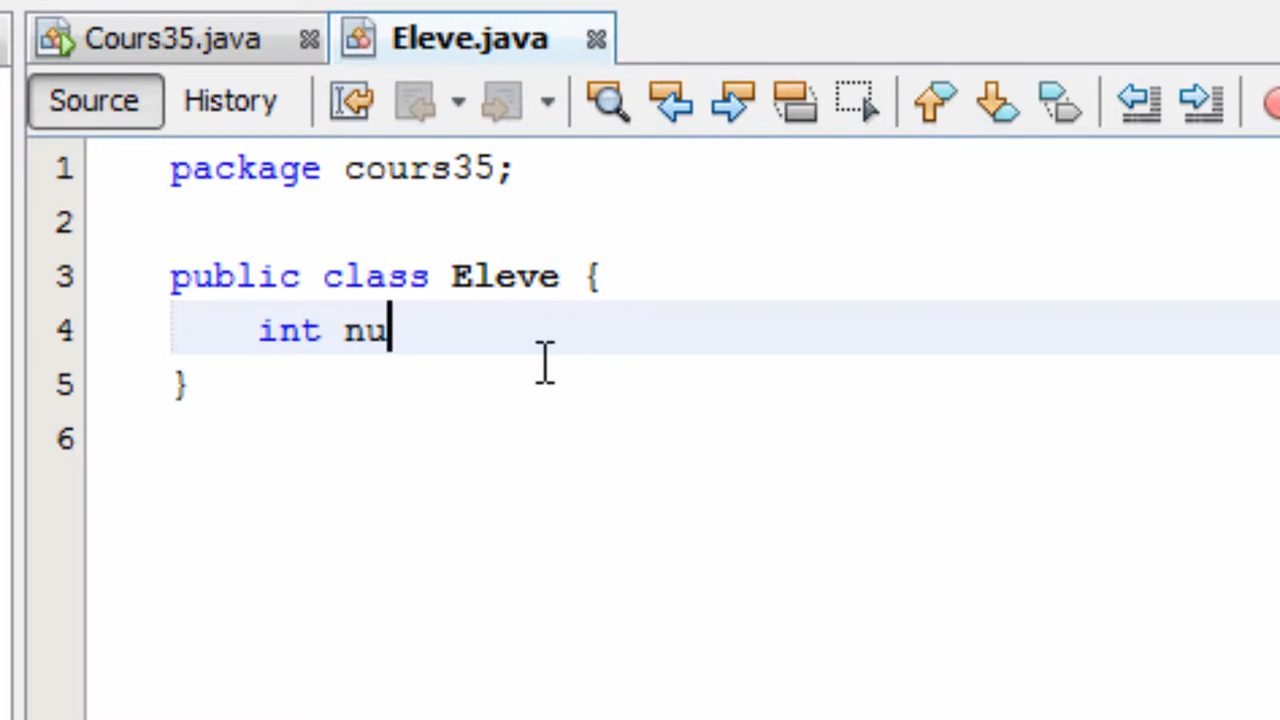 Cours35.java Eleve.java
Source History
1 package cours35;
2
3 public class Eleve {
4 int nu
5 }
6